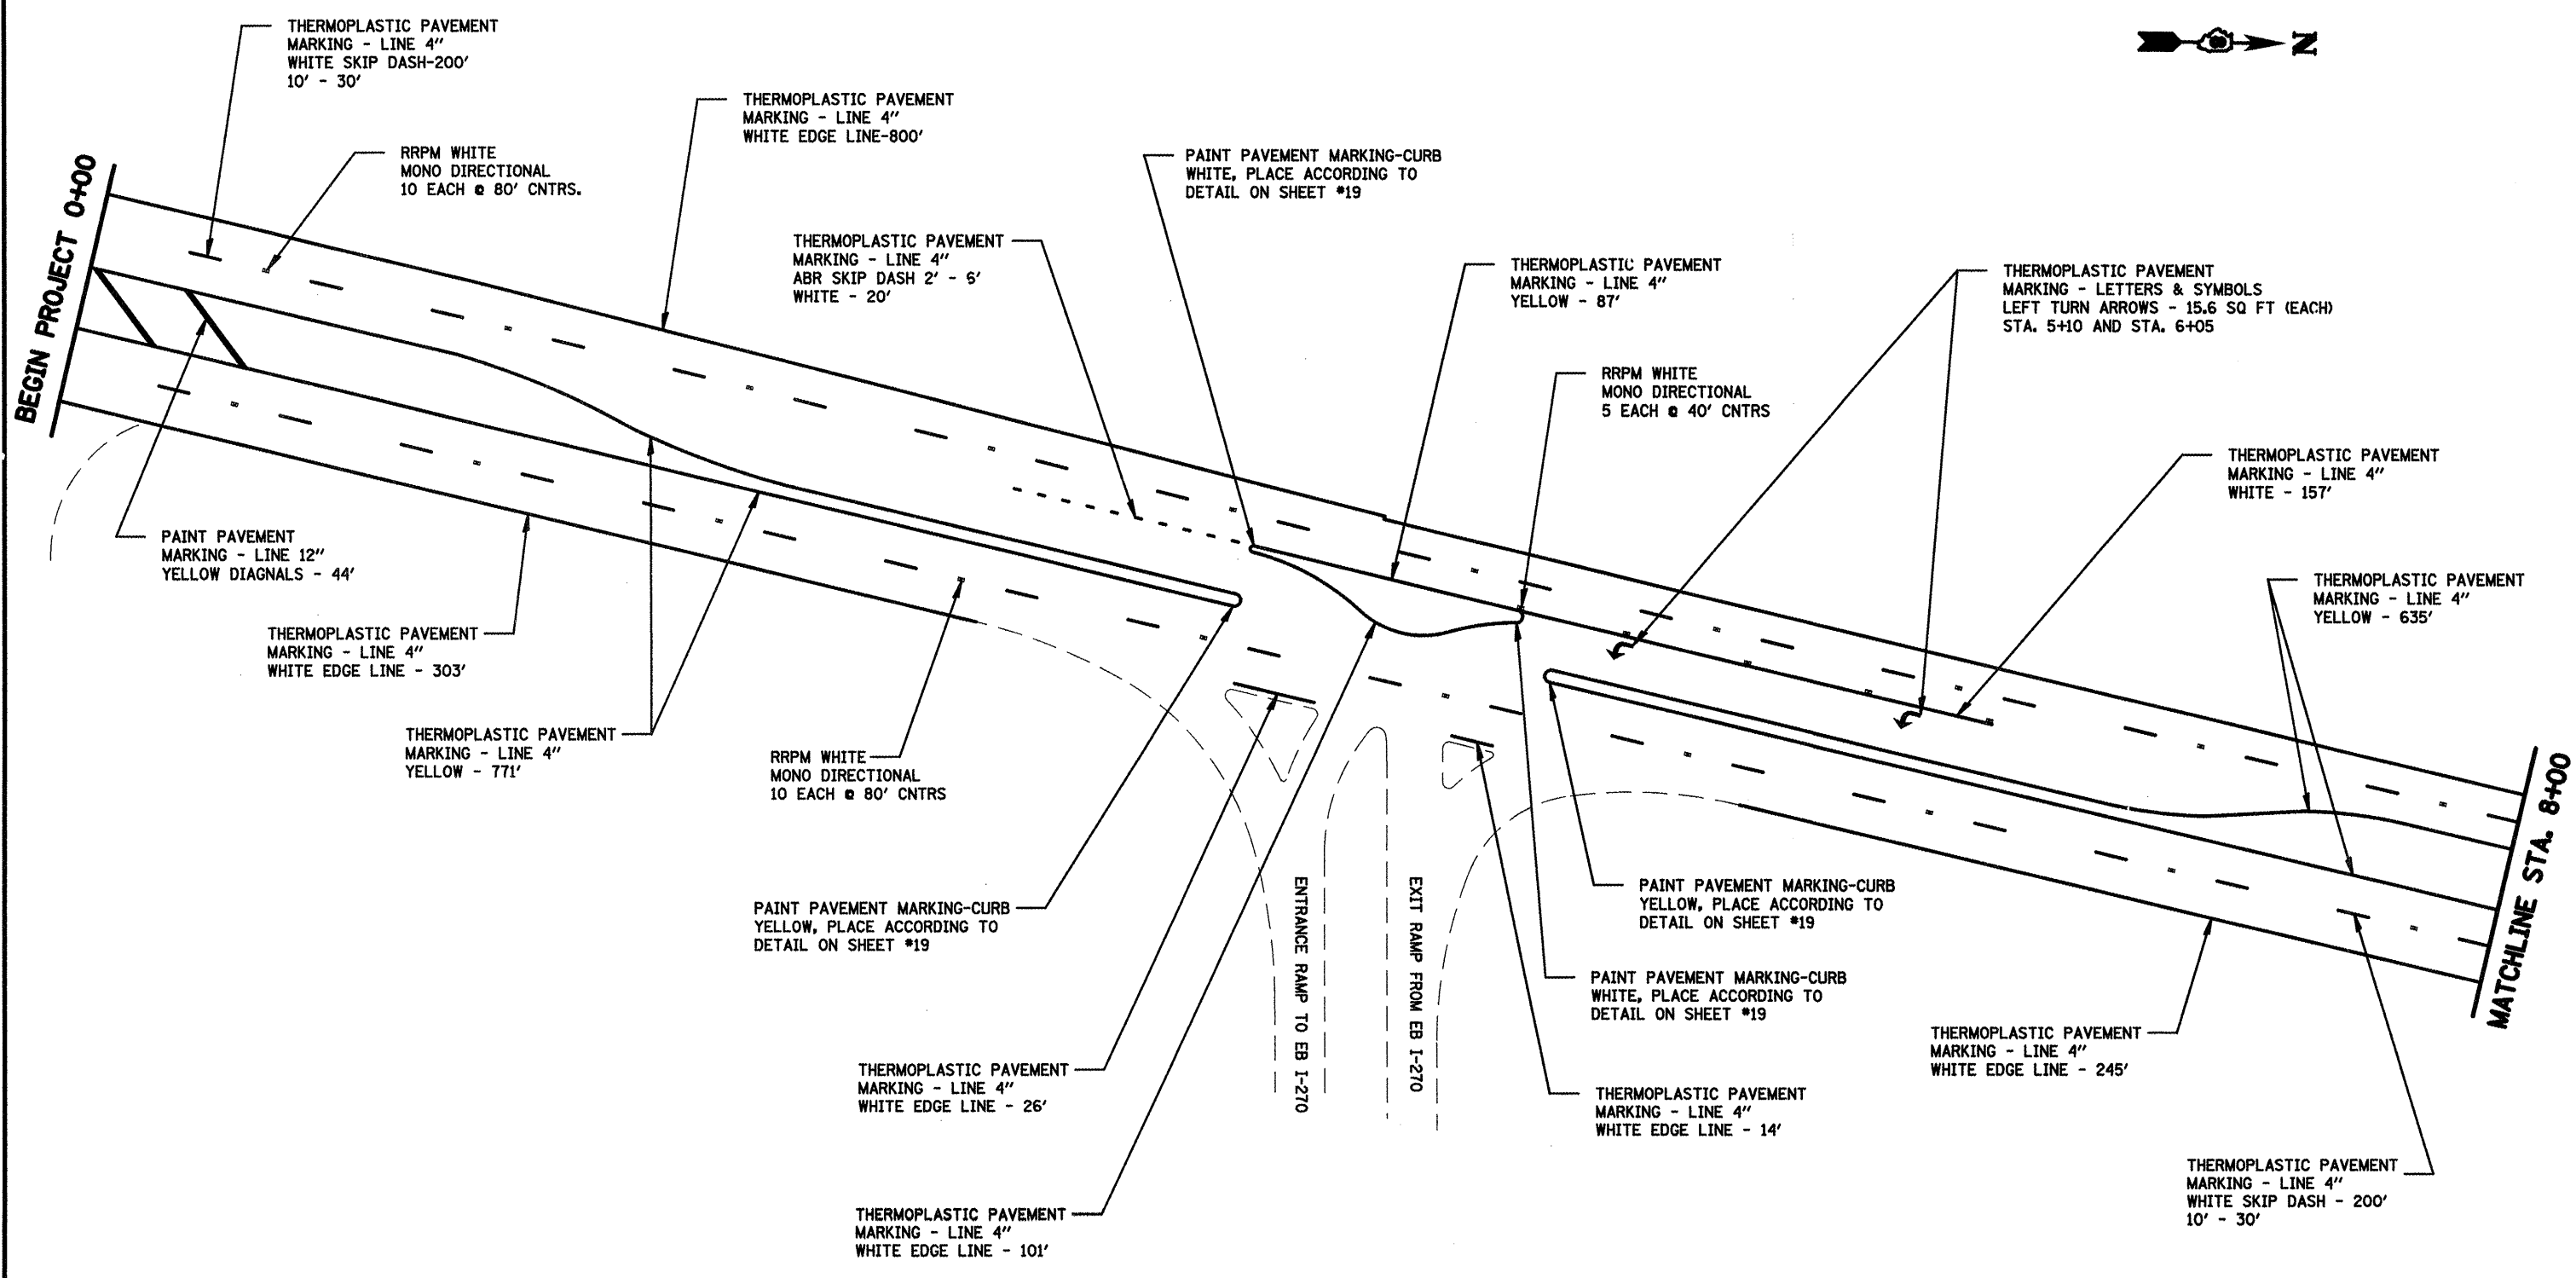 THERMOPLASTIC PAVEMENT
MARKING - LINE 4"
WHITE SKIP DASH-200'
10' - 30'
N
THERMOPLASTIC PAVEMENT
MARKING - LINE 4"
WHITE EDGE LINE-800'
RRPM WHITE
MONO DIRECTIONAL
10 EACH @ 80' CNTRS.
PAINT PAVEMENT MARKING-CURB
WHITE, PLACE ACCORDING TO
DETAIL ON SHEET #19
BEGIN PROJECT 0+00
THERMOPLASTIC PAVEMENT
MARKING - LINE 4"
ABR SKIP DASH 2' - 6'
WHITE - 20'
THERMOPLASTIC PAVEMENT
MARKING - LINE 4"
YELLOW - 87'
THERMOPLASTIC PAVEMENT
MARKING - LETTERS & SYMBOLS
LEFT TURN ARROWS - 15.6 SQ FT (EACH)
STA. 5+10 AND STA. 6+05
RRPM WHITE
MONO DIRECTIONAL
5 EACH @ 40' CNTRS
THERMOPLASTIC PAVEMENT
MARKING - LINE 4"
WHITE - 157'
PAINT PAVEMENT
MARKING - LINE 12"
YELLOW DIAGNALS - 44'
THERMOPLASTIC PAVEMENT
MARKING - LINE 4"
YELLOW - 635'
THERMOPLASTIC PAVEMENT
MARKING - LINE 4"
WHITE EDGE LINE - 303'
THERMOPLASTIC PAVEMENT
MARKING - LINE 4"
YELLOW - 771'
RRPM WHITE
MONO DIRECTIONAL
10 EACH @ 80' CNTRS
MATCHLINE STA. 8+00
PAINT PAVEMENT MARKING-CURB
YELLOW, PLACE ACCORDING TO
DETAIL ON SHEET #19
ENTRANCE RAMP TO EB I-270
EXIT RAMP FROM EB I-270
PAINT PAVEMENT MARKING-CURB
YELLOW, PLACE ACCORDING TO
DETAIL ON SHEET #19
PAINT PAVEMENT MARKING-CURB
WHITE, PLACE ACCORDING TO
DETAIL ON SHEET #19
THERMOPLASTIC PAVEMENT
MARKING - LINE 4"
WHITE EDGE LINE - 245'
THERMOPLASTIC PAVEMENT
MARKING - LINE 4"
WHITE EDGE LINE - 26'
THERMOPLASTIC PAVEMENT
MARKING - LINE 4"
WHITE EDGE LINE - 14'
THERMOPLASTIC PAVEMENT
MARKING - LINE 4"
WHITE SKIP DASH - 200'
10' - 30'
THERMOPLASTIC PAVEMENT
MARKING - LINE 4"
WHITE EDGE LINE - 101'